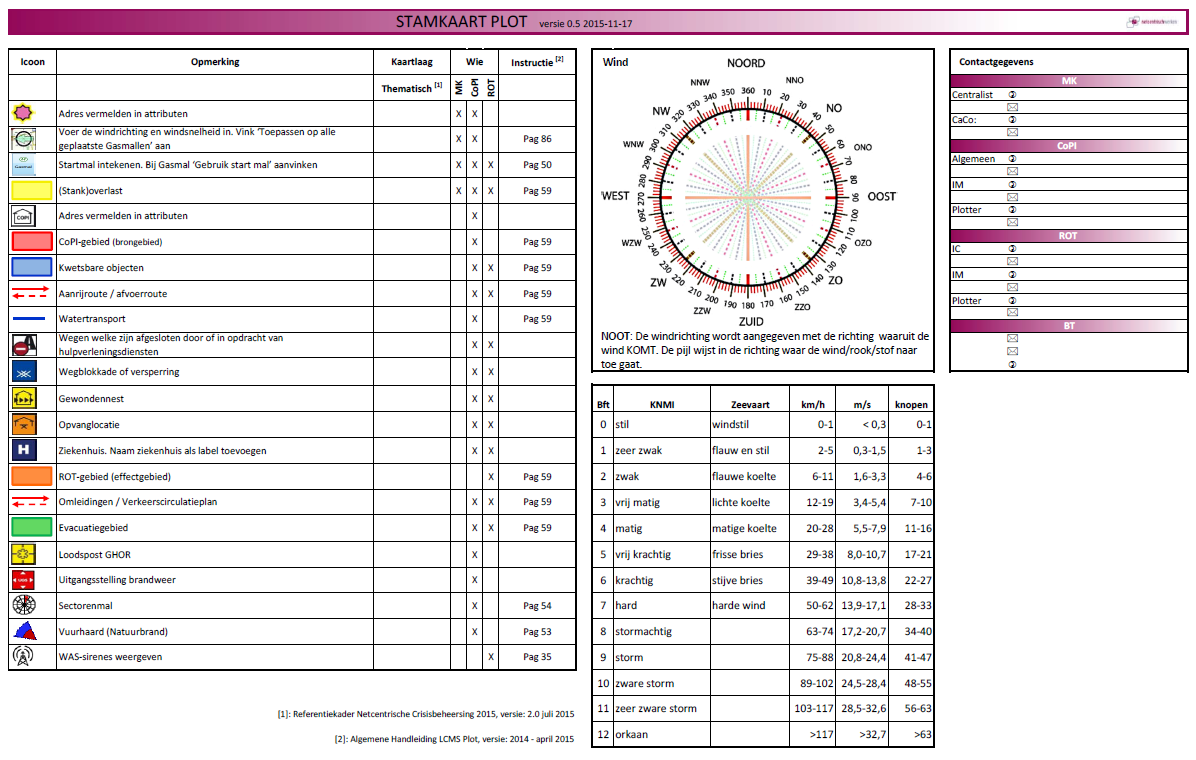 STAMKAART PLOT versie 0.5 2015-11-17
netcentrischwerken
Icoon Opmerking Kaartlaag Wie Instructie [2]
Thematisch [1] MK CoPI ROT
Adres vermelden in attributen X X
Voor de windrichting en windsnelheid in. Vink 'Toepassen op alle
geplaatste Gasmallen' aan X X Pag 86
Gasmal Startmal intekenen. Bij Gasmal 'Gebruik start mal' aanvinken X X X Pag 50
(Stank)overlast X X X Pag 59
COPI Adres vermelden in attributen X
CoPI-gebied (brongebied) X Pag 59
Kwetsbare objecten X X Pag 59
Aanrijroute / afvoerroute X X Pag 59
Watertransport X Pag 59
A Wegen welke zijn afgesloten door of in opdracht van
hulpverleningsdiensten X X
Wegblokkade of versperring X X
Gewondennest X X
Opvanglocatie X X
H Ziekenhuis. Naam ziekenhuis als label toevoegen X X
ROT-gebied (effectgebied) X Pag 59
Omleidingen / Verkeerscirculatieplan X X Pag 59
Evacuatiegebied X X Pag 59
Loodspost GHOR X
UGS Uitgangsstelling brandweer X
Sectorenmal X Pag 54
Vuurhaard (Natuurbrand) X Pag 53
WAS-sirenes weergeven X Pag 35
[1]: Referentiekader Netcentrische Crisisbeheersing 2015, versie: 2.0 juli 2015
[2]: Algemene Handleiding LCMS Plot, versie: 2014 - april 2015
Wind
NOORD
NNO
NO
ONO
OOST
OZO
ZO
ZZO
ZUID
ZZW
ZW
WZW
WEST
WNW
NW
NNW
360 10 20 30 40 50 60 70 80 90 100 110 120 130 140 150 160 170 180 190 200 210 220 230 240 250 260 270 280 290 300 310 320 330 340 350
NOOT: De windrichting wordt aangegeven met de richting waaruit de
wind KOMT. De pijl wijst in de richting waar de wind/rook/stof naar
toe gaat.
Bft KNMI Zeevaart km/h m/s knopen
0 stil windstil 0-1 < 0,3 0-1
1 zeer zwak flauw en stil 2-5 0,3-1,5 1-3
2 zwak flauwe koelte 6-11 1,6-3,3 4-6
3 vrij matig lichte koelte 12-19 3,4-5,4 7-10
4 matig matige koelte 20-28 5,5-7,9 11-16
5 vrij krachtig frisse bries 29-38 8,0-10,7 17-21
6 krachtig stijve bries 39-49 10,8-13,8 22-27
7 hard harde wind 50-62 13,9-17,1 28-33
8 stormachtig 63-74 17,2-20,7 34-40
9 storm 75-88 20,8-24,4 41-47
10 zware storm 89-102 24,5-28,4 48-55
11 zeer zware storm 103-117 28,5-32,6 56-63
12 orkaan >117 >32,7 >63
Contactgegevens
MK
Centralist
CaCo:
CoPI
Algemeen
IM
Plotter
ROT
IC
IM
Plotter
BT